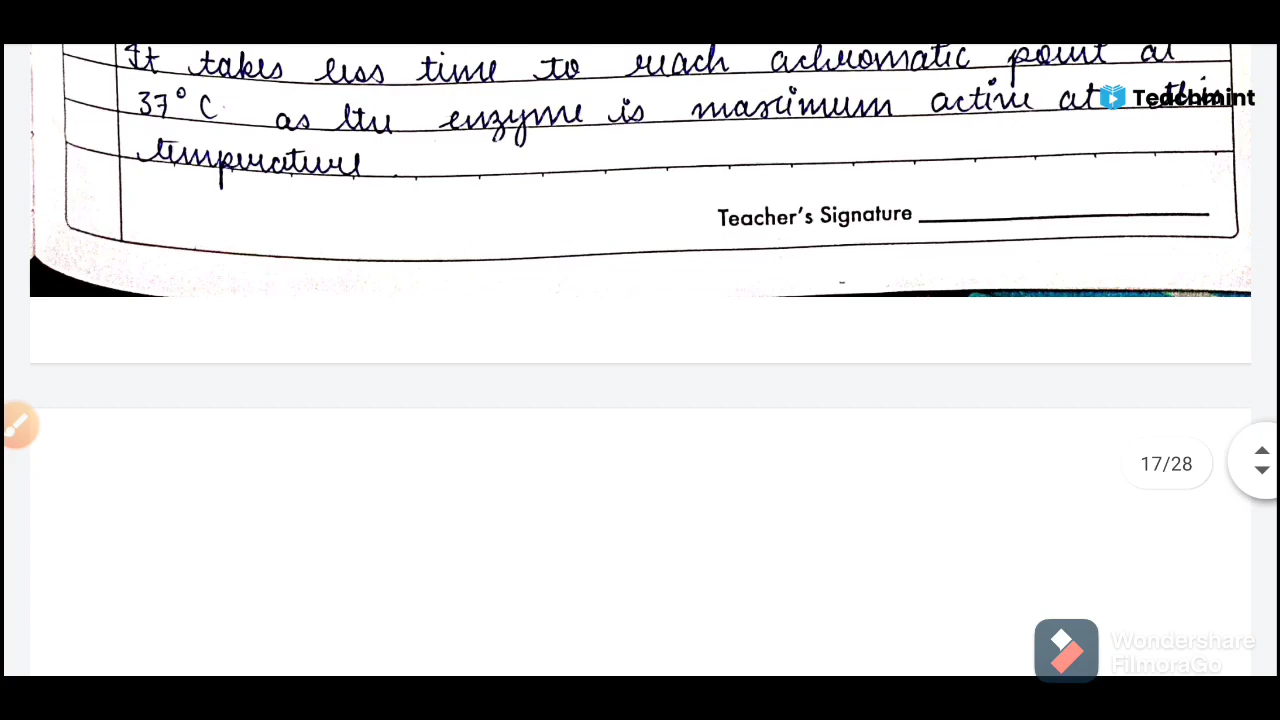 It takes less time to reach achromatic point at
37° C as the enzyme is maximum active at this
Teachmint
temperature
Teacher's Signature
17/28
Wondershare
FilmoraGo